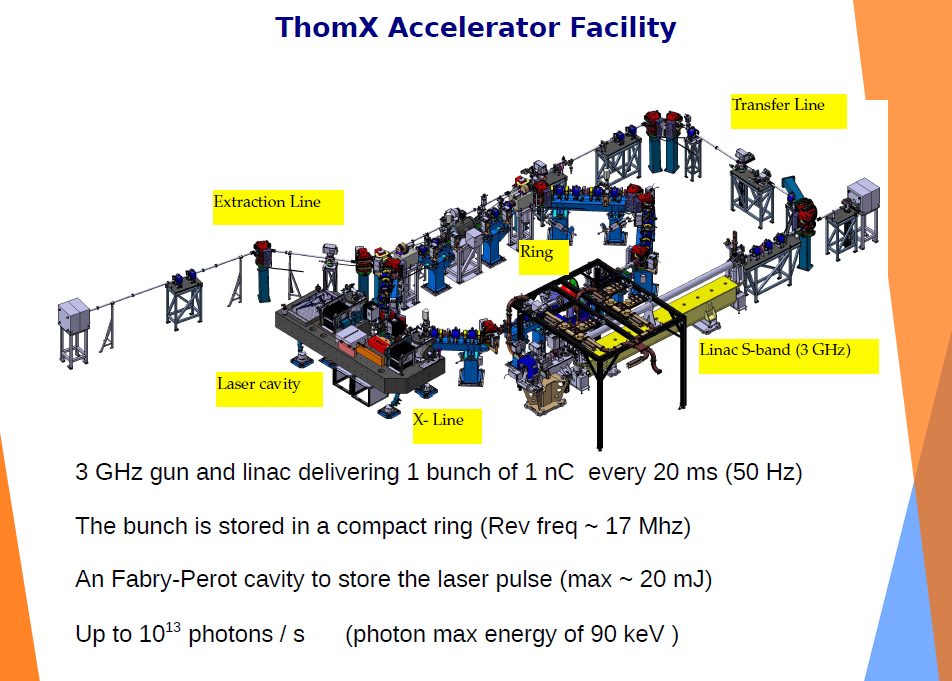 ThomX Accelerator Facility
Transfer Line
Extraction Line
Ring
Linac S-band (3 GHz)
Laser cavity
X- Line
3 GHz gun and linac delivering 1 bunch of 1 nC  every 20 ms (50 Hz)
The bunch is stored in a compact ring (Rev freq ~ 17 Mhz)
An Fabry-Perot cavity to store the laser pulse (max ~ 20 mJ)
Up to 10¹³ photons / s      (photon max energy of 90 keV )